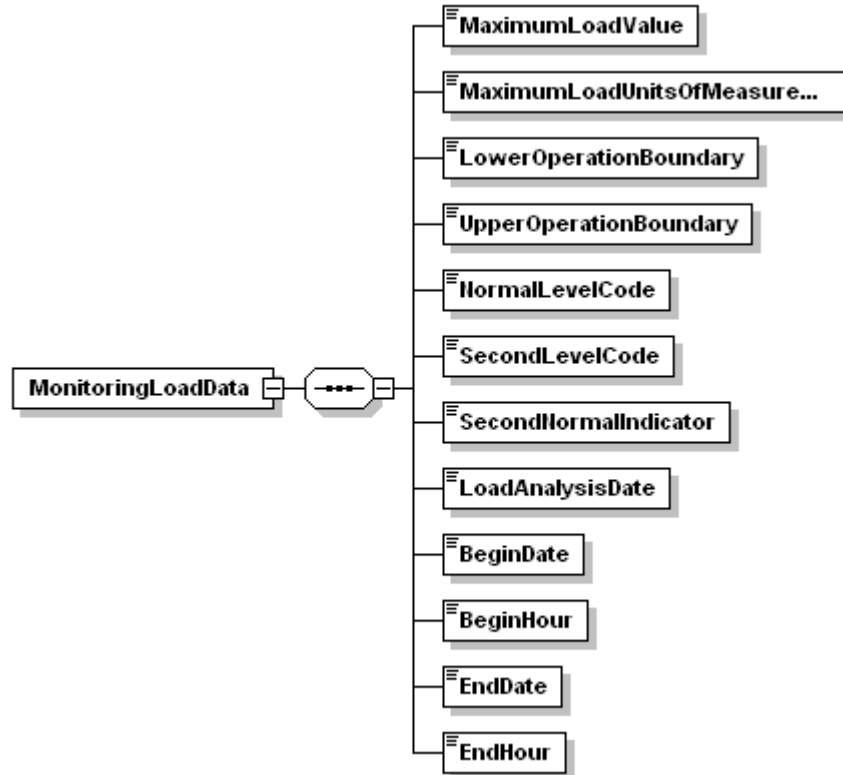 MaximumLoadValue
MaximumLoadUnitsOfMeasure...
LowerOperationBoundary
UpperOperationBoundary
NormalLevelCode
SecondLevelCode
MonitoringLoadData
SecondNormalIndicator
LoadAnalysisDate
BeginDate
BeginHour
EndDate
EndHour